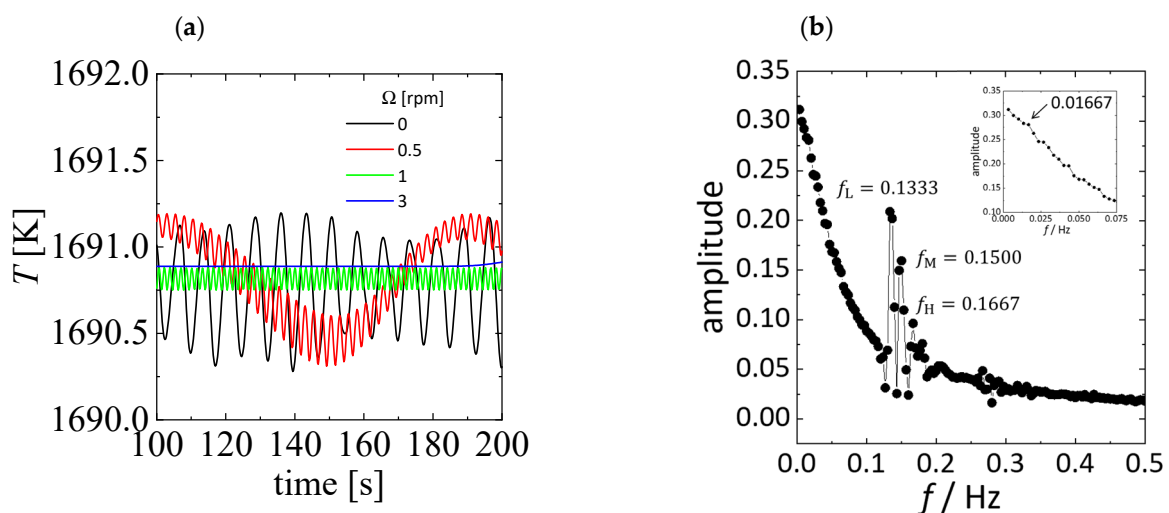 (a)
1692.0
1691.5
1691.0
1690.5
1690.0
T [K]
Ω [rpm]
0
0.5
1
3
100 120 140 160 180 200
time [s]
(b)
0.35
0.30
0.25
0.20
0.15
0.10
0.05
0.00
amplitude
fL = 0.1333
fM = 0.1500
fH = 0.1667
0.35
0.30
0.25
0.20
0.15
0.10
amplitude
0.01667
0.000 0.025 0.050 0.075
f / Hz
0.0 0.1 0.2 0.3 0.4 0.5
f / Hz